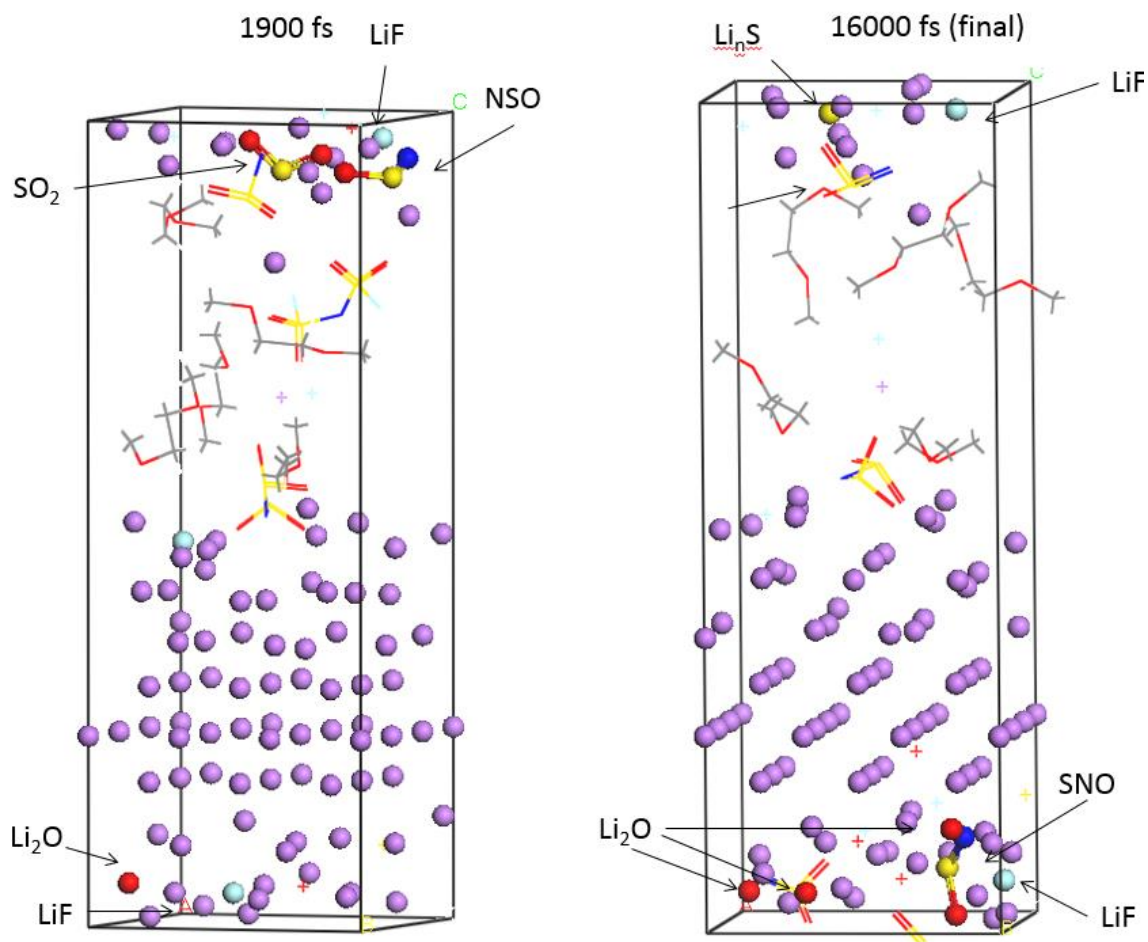 1900 fs
LiF
NSO
C
SO₂
Li₂O
LiF
A
B
16000 fs (final)
LiₙS
LiF
C
SNO
Li₂O
LiF
A
B